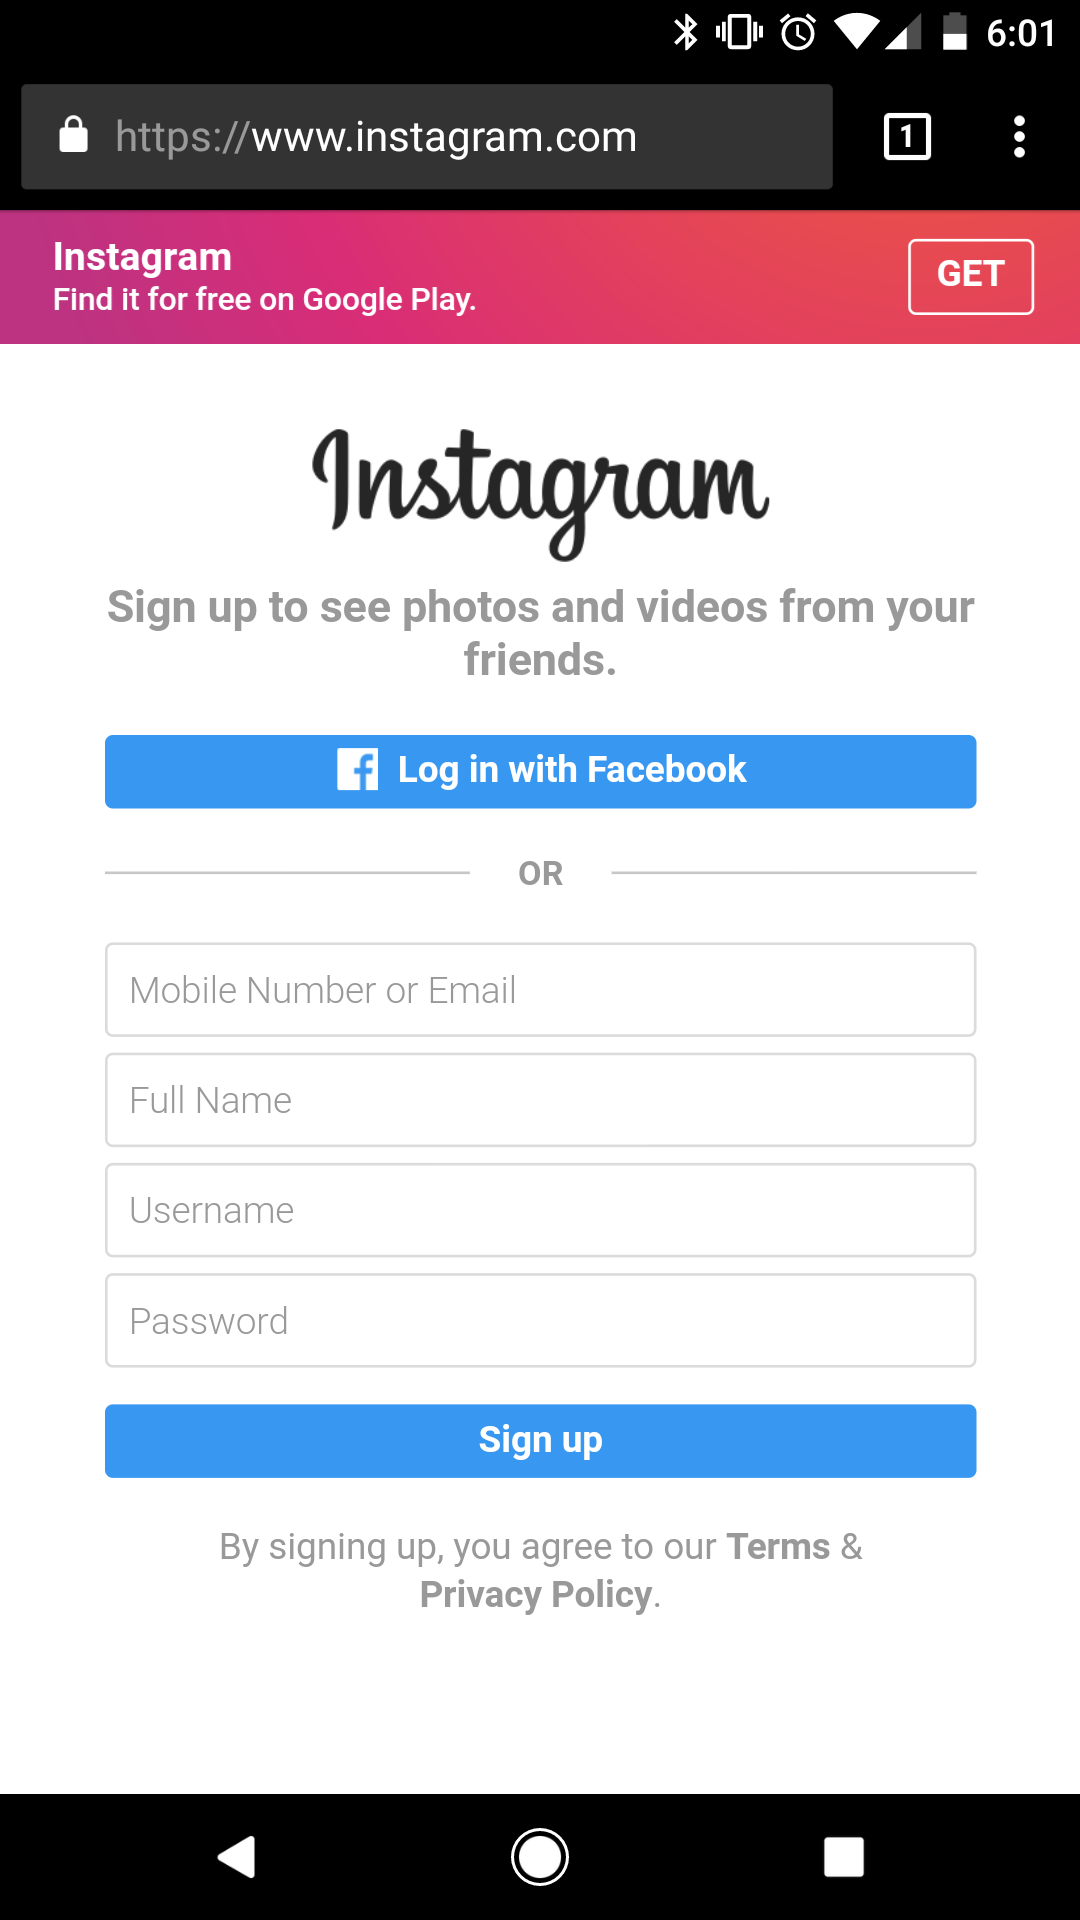 6:01
https://www.instagram.com
1
Instagram
Find it for free on Google Play.
GET
Instagram
Sign up to see photos and videos from your
friends.
Log in with Facebook
OR
Mobile Number or Email
Full Name
Username
Password
Sign up
By signing up, you agree to our Terms &
Privacy Policy.